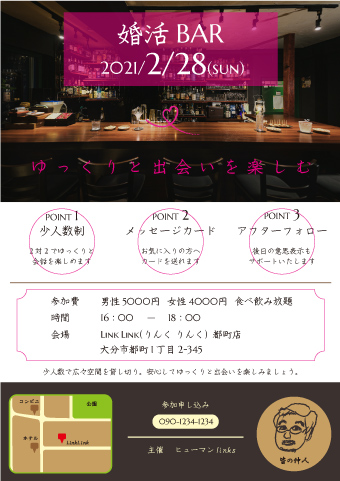 婚活 BAR
2021/2/28(SUN)
ゆっくりと出会いを楽しむ
POINT 1
少人数制
2対2でゆっくりと
会話を楽しめます
POINT 2
メッセージカード
お気に入りの方へ
カードを送れます
POINT 3
アフターフォロー
後日の意思表示も
サポートいたします
参加費 男性5000円 女性4000円 食べ飲み放題
時間 16：00 ― 18：00
会場 Link Link(りんく りんく) 都町店
大分市都町1丁目2-345
少人数で広々空間を貸し切り。安心してゆっくりと出会いを楽しみましょう。
コンビニ
公園
ホテル
Linklink
参加申し込み
090-1234-1234
主催 ヒューマンlinks
皆の仲人